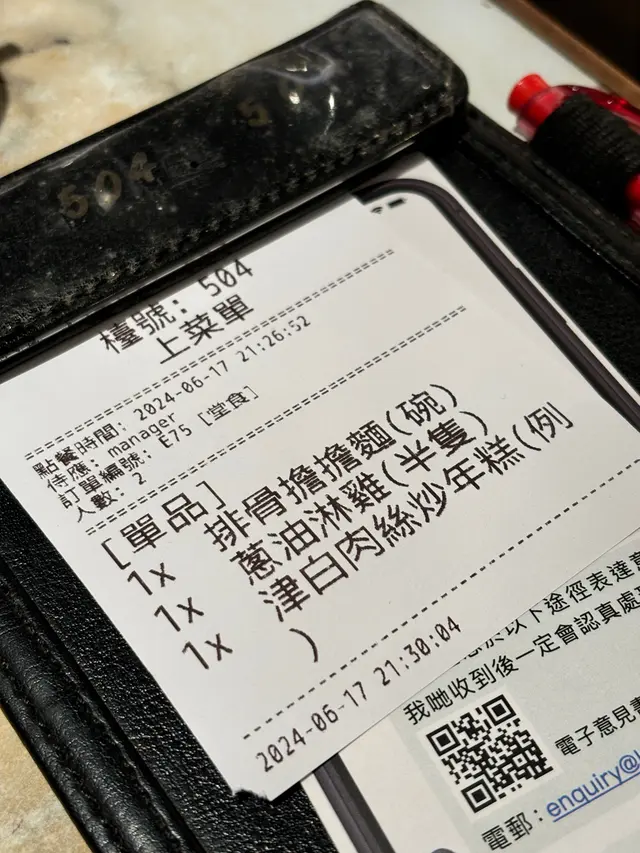 504
5
檯號: 504
上菜單
點餐時間: 2024-06-17 21:26:52
侍應: manager
訂單編號: E75 [堂食]
人數: 2
[單品]
1x 排骨擔擔麵(碗)
1x 蔥油淋雞(半隻)
1x 津白肉絲炒年糕(例
)
2024-06-17 21:30:04
以下途徑表達意
我哋收到後一定會認真處理
電子意見書
電郵：enquiry@